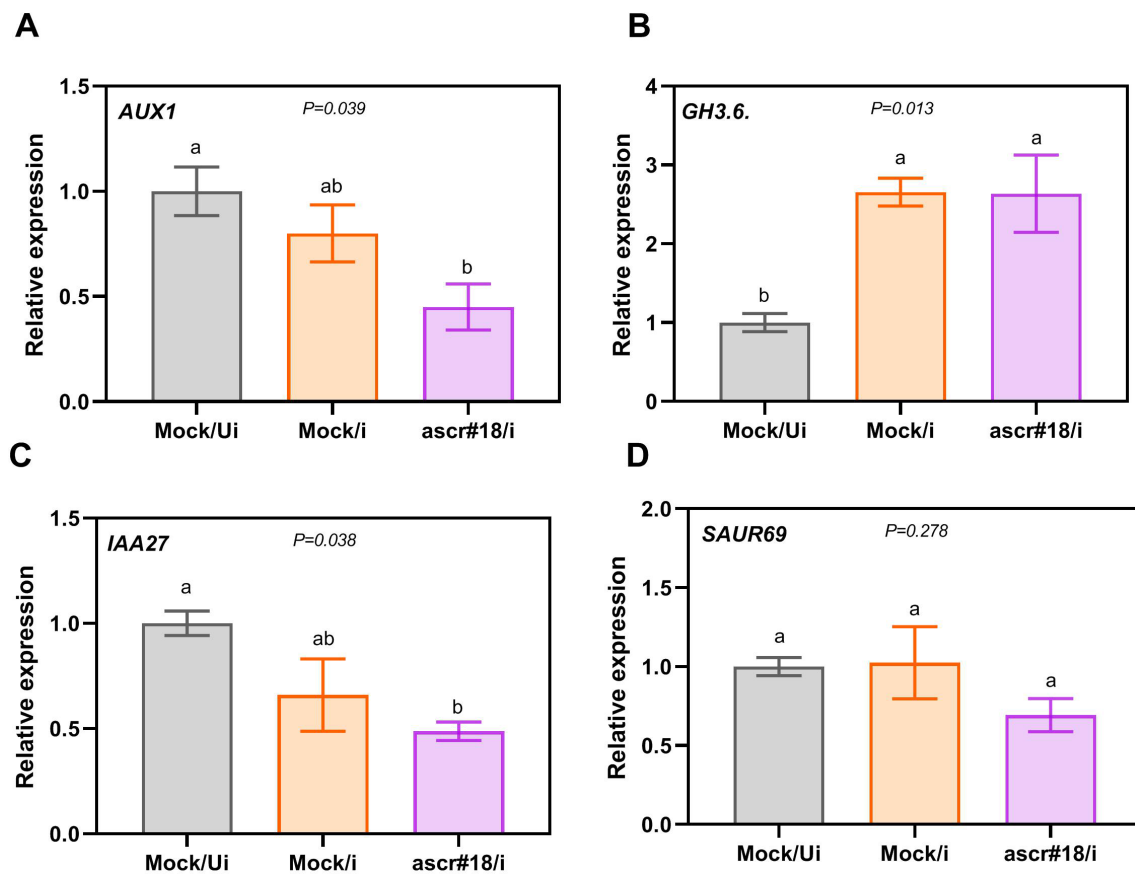 A
AUX1
P=0.039
Relative expression
1.5
1.0
0.5
0.0
a
ab
b
Mock/Ui
Mock/i
ascr#18/i
B
GH3.6.
P=0.013
Relative expression
4
3
2
1
0
b
a
a
Mock/Ui
Mock/i
ascr#18/i
C
IAA27
P=0.038
Relative expression
1.5
1.0
0.5
0.0
a
ab
b
Mock/Ui
Mock/i
ascr#18/i
D
SAUR69
P=0.278
Relative expression
2.0
1.5
1.0
0.5
0.0
a
a
a
Mock/Ui
Mock/i
ascr#18/i